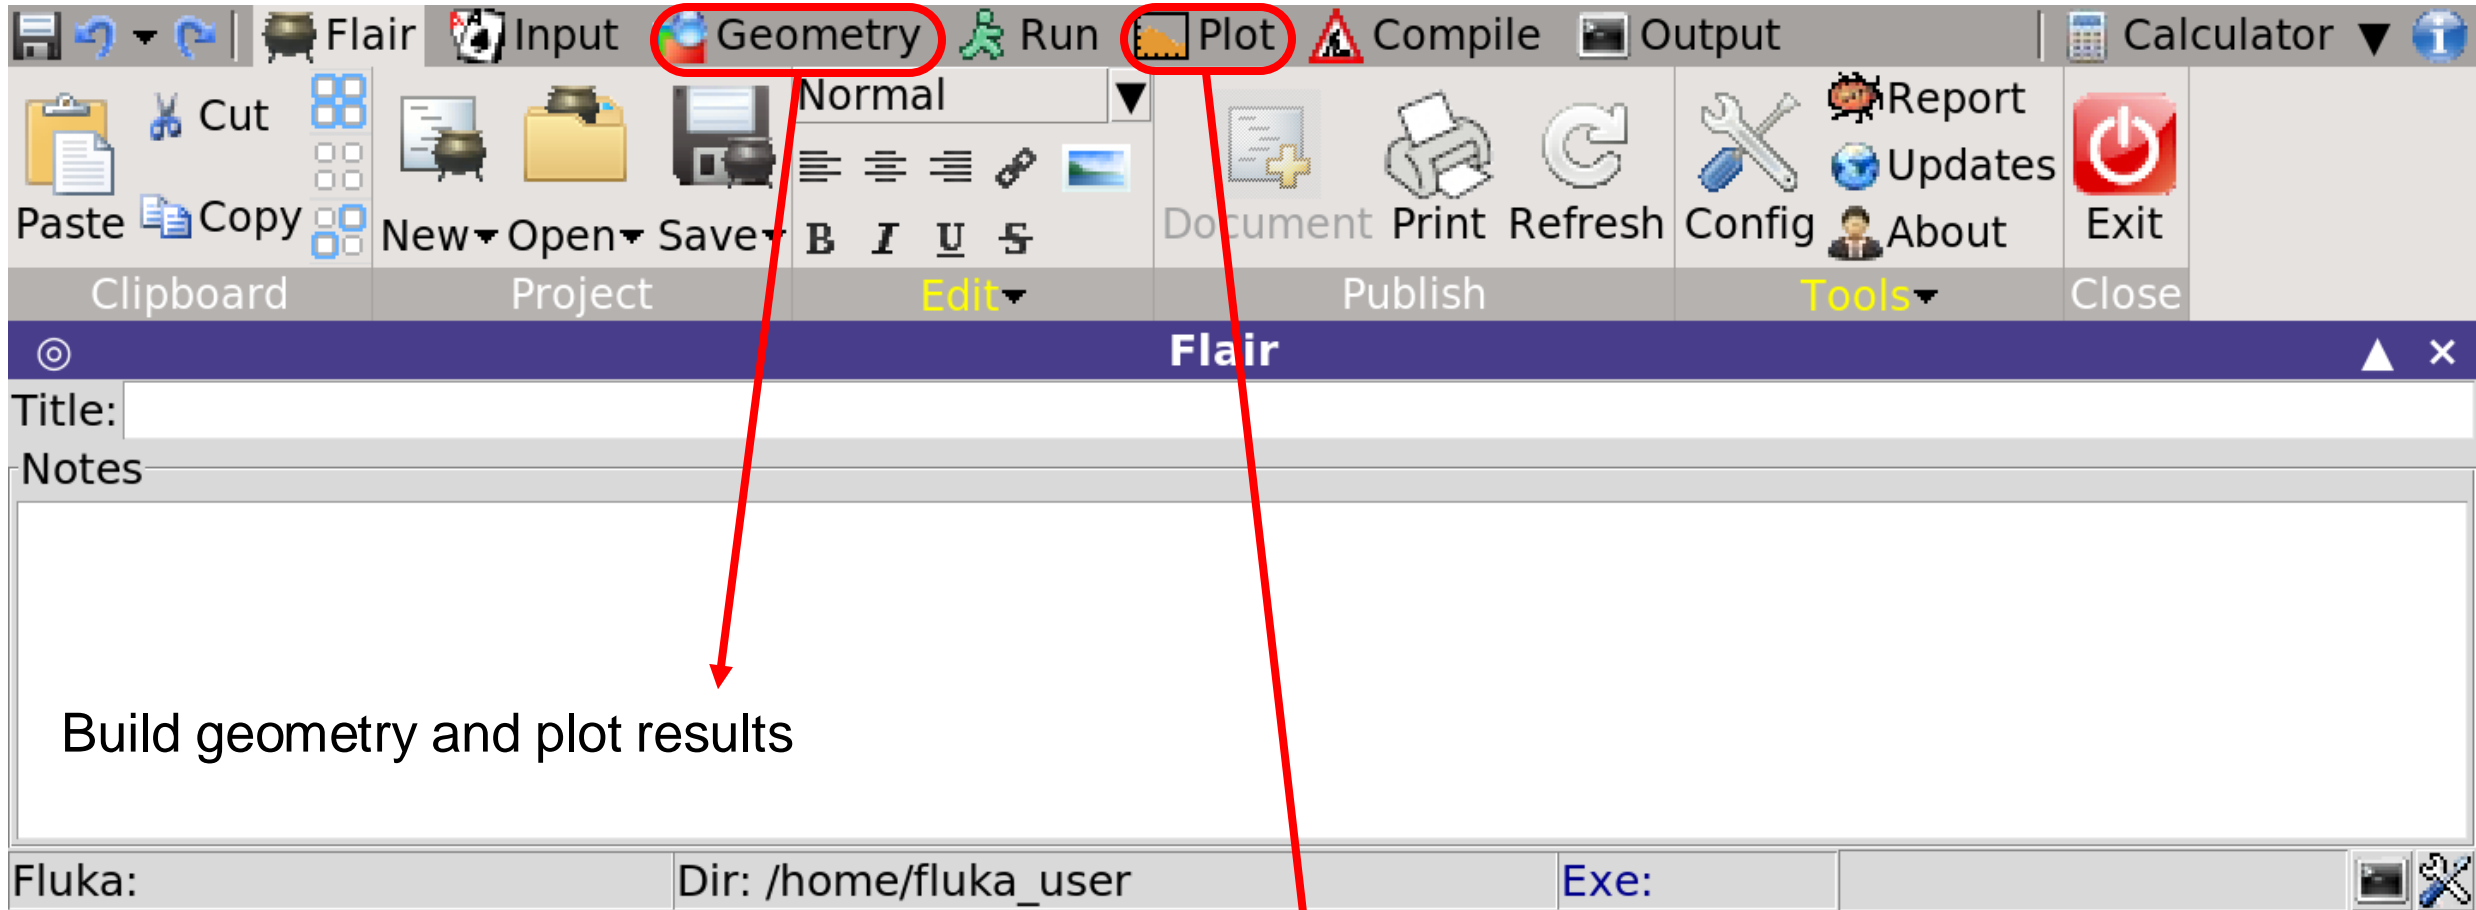 Flair Input Geometry Run Plot Compile Output Calculator
Paste Cut Copy
New Open Save
Normal
B I U S
Document Print Refresh
Config Report Updates About
Exit
Clipboard Project Edit Publish Tools Close
Flair
Title:
Notes
Build geometry and plot results
Fluka: Dir: /home/fluka_user Exe: